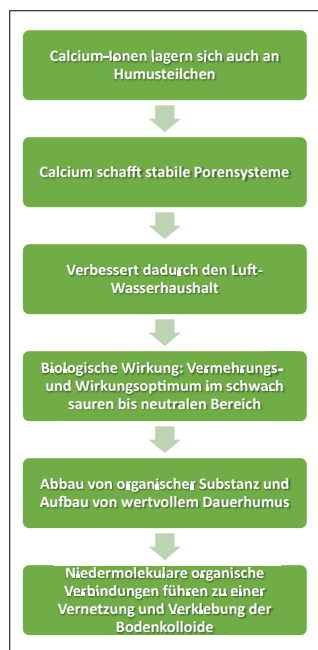 Calcium-Ionen lagern sich auch an
Humusteilchen
Calcium schafft stabile Porensysteme
Verbessert dadurch den Luft-
Wasserhaushalt
Biologische Wirkung: Vermehrungs-
und Wirkungsoptimum im schwach
sauren bis neutralen Bereich
Abbau von organischer Substanz und
Aufbau von wertvollem Dauerhumus
Niedermolekulare organische
Verbindungen führen zu einer
Vernetzung und Verklebung der
Bodenkolloide